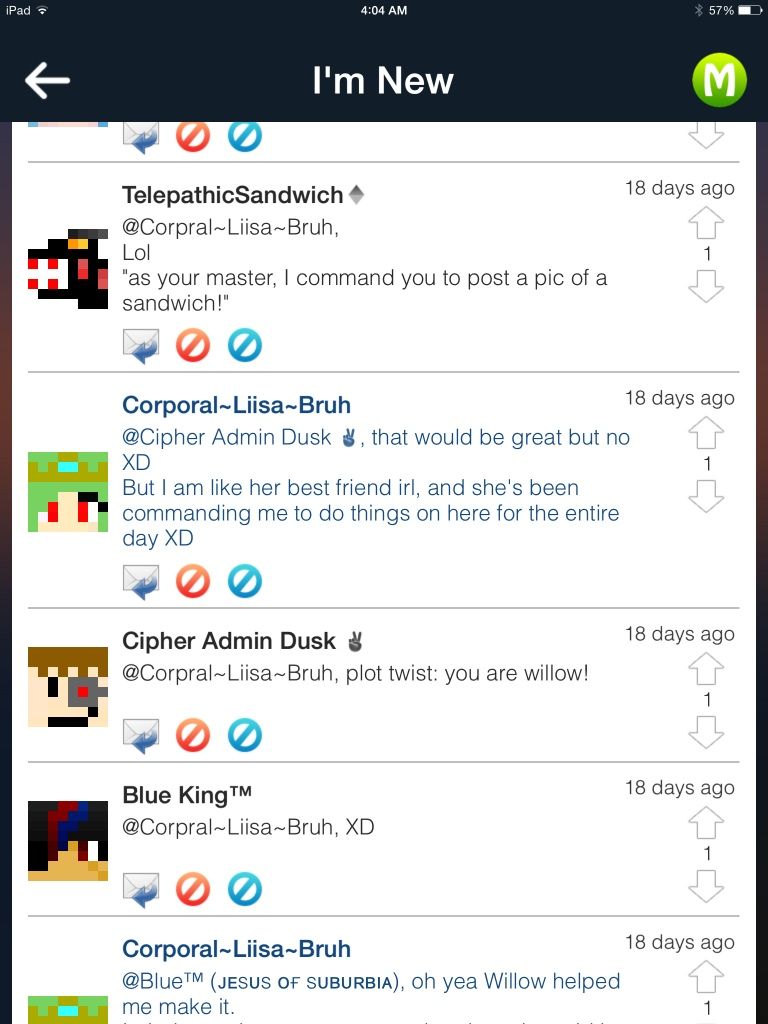 iPad 4:04 AM 57%
I'm New M
TelepathicSandwich 18 days ago
@Corpral~Liisa~Bruh,
Lol
"as your master, I command you to post a pic of a
sandwich!"
1
Corporal~Liisa~Bruh 18 days ago
@Cipher Admin Dusk ✌, that would be great but no
XD
But I am like her best friend irl, and she's been
commanding me to do things on here for the entire
day XD
1
Cipher Admin Dusk ✌ 18 days ago
@Corpral~Liisa~Bruh, plot twist: you are willow!
1
Blue King™ 18 days ago
@Corpral~Liisa~Bruh, XD
1
Corporal~Liisa~Bruh 18 days ago
@Blue™ (ᴊᴇsᴜs ᴏғ sᴜʙᴜʀʙɪᴀ), oh yea Willow helped
me make it.
1